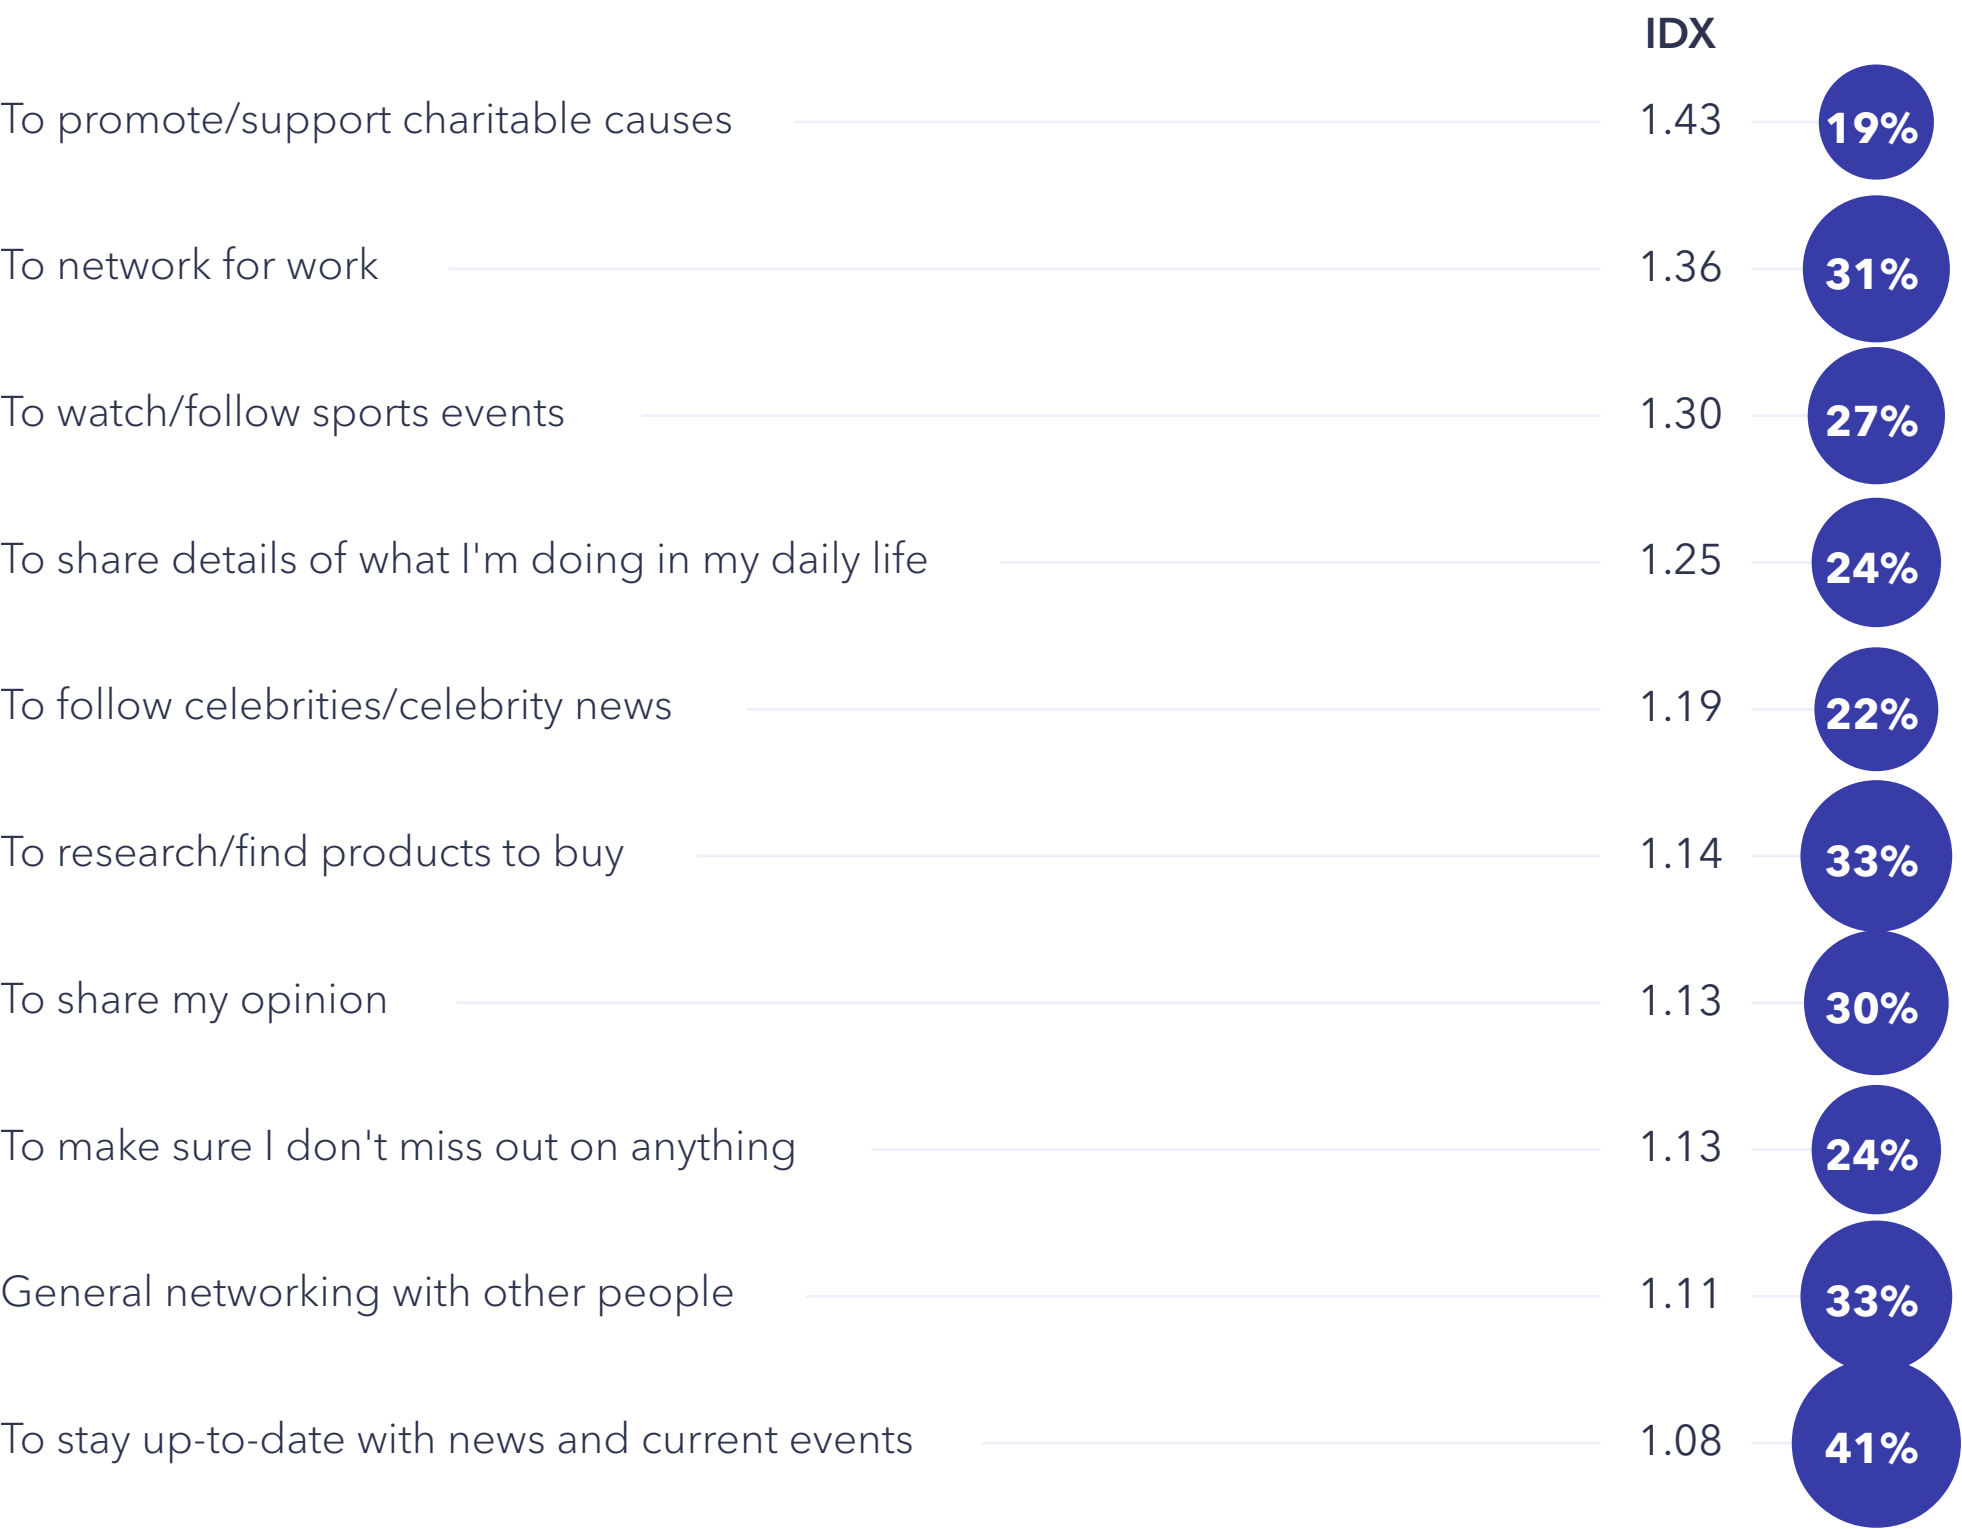 IDX
To promote/support charitable causes 1.43 19%
To network for work 1.36 31%
To watch/follow sports events 1.30 27%
To share details of what I'm doing in my daily life 1.25 24%
To follow celebrities/celebrity news 1.19 22%
To research/find products to buy 1.14 33%
To share my opinion 1.13 30%
To make sure I don't miss out on anything 1.13 24%
General networking with other people 1.11 33%
To stay up-to-date with news and current events 1.08 41%